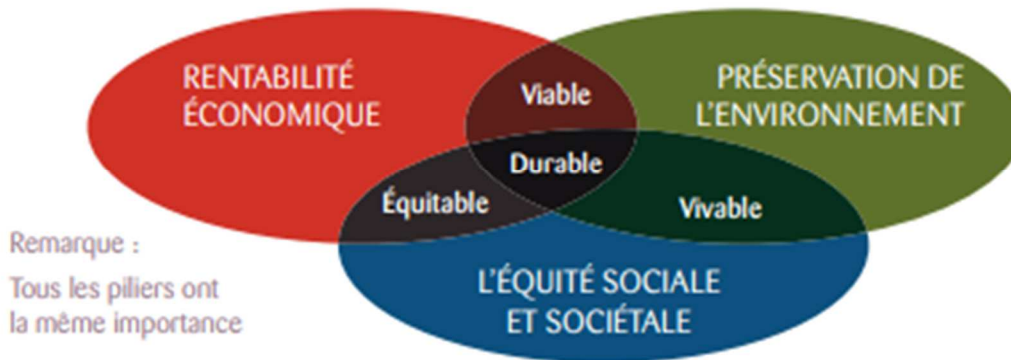 RENTABILITÉ
ÉCONOMIQUE
Viable
PRÉSERVATION DE
L'ENVIRONNEMENT
Durable
Équitable
Vivable
Remarque :
Tous les piliers ont
la même importance
L'ÉQUITÉ SOCIALE
ET SOCIÉTALE